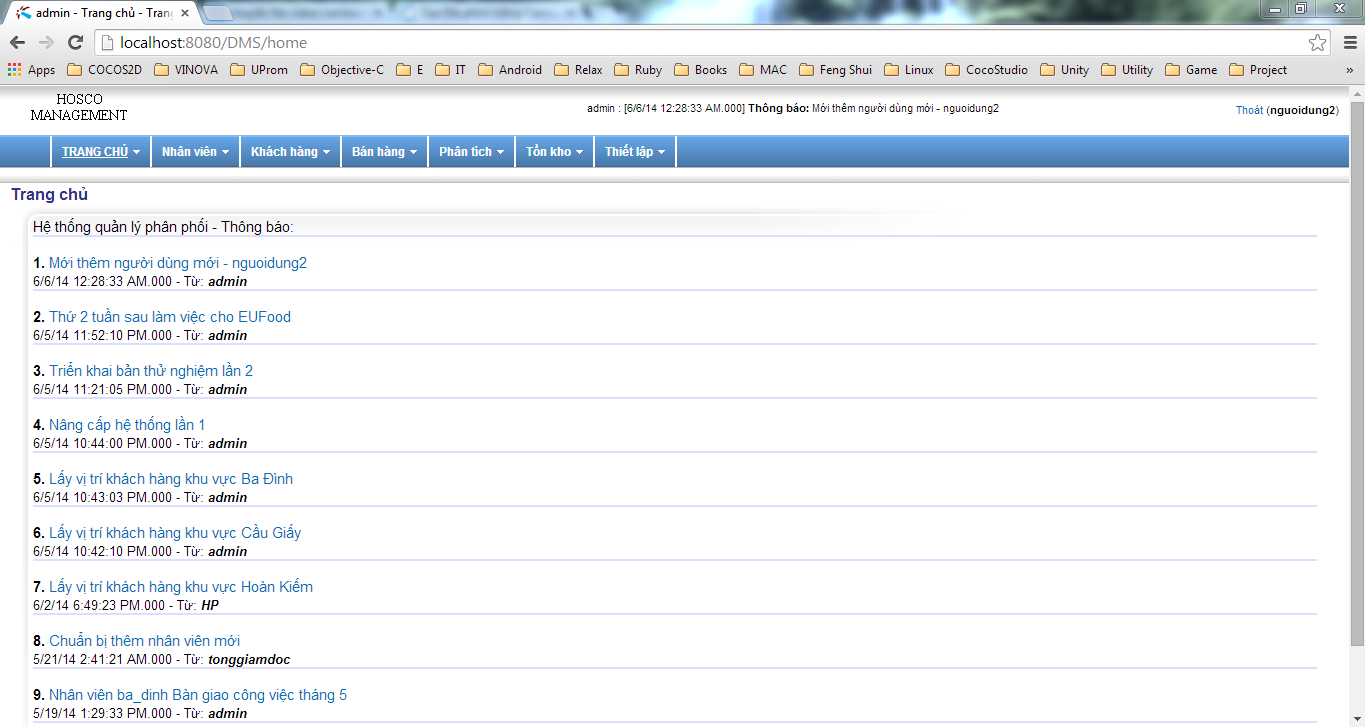 admin - Trang chủ - Tran
localhost:8080/DMS/home
Apps COCOS2D VINOVA UProm Objective-C E IT Android Relax Ruby Books MAC Feng Shui Linux CocoStudio Unity Utility Game Project »
HOSCO
MANAGEMENT
admin : [6/6/14 12:28:33 AM.000] Thông báo: Mới thêm người dùng mới - nguoidung2
Thoát (nguoidung2)
TRANG CHỦ Nhân viên Khách hàng Bán hàng Phân tích Tồn kho Thiết lập
Trang chủ
Hệ thống quản lý phân phối - Thông báo:
1. Mới thêm người dùng mới - nguoidung2
6/6/14 12:28:33 AM.000 - Từ: admin
2. Thứ 2 tuần sau làm việc cho EUFood
6/5/14 11:52:10 PM.000 - Từ: admin
3. Triển khai bản thử nghiệm lần 2
6/5/14 11:21:05 PM.000 - Từ: admin
4. Nâng cấp hệ thống lần 1
6/5/14 10:44:00 PM.000 - Từ: admin
5. Lấy vị trí khách hàng khu vực Ba Đình
6/5/14 10:43:03 PM.000 - Từ: admin
6. Lấy vị trí khách hàng khu vực Cầu Giấy
6/5/14 10:42:10 PM.000 - Từ: admin
7. Lấy vị trí khách hàng khu vực Hoàn Kiếm
6/2/14 6:49:23 PM.000 - Từ: HP
8. Chuẩn bị thêm nhân viên mới
5/21/14 2:41:21 AM.000 - Từ: tonggiamdoc
9. Nhân viên ba_dinh Bàn giao công việc tháng 5
5/19/14 1:29:33 PM.000 - Từ: admin